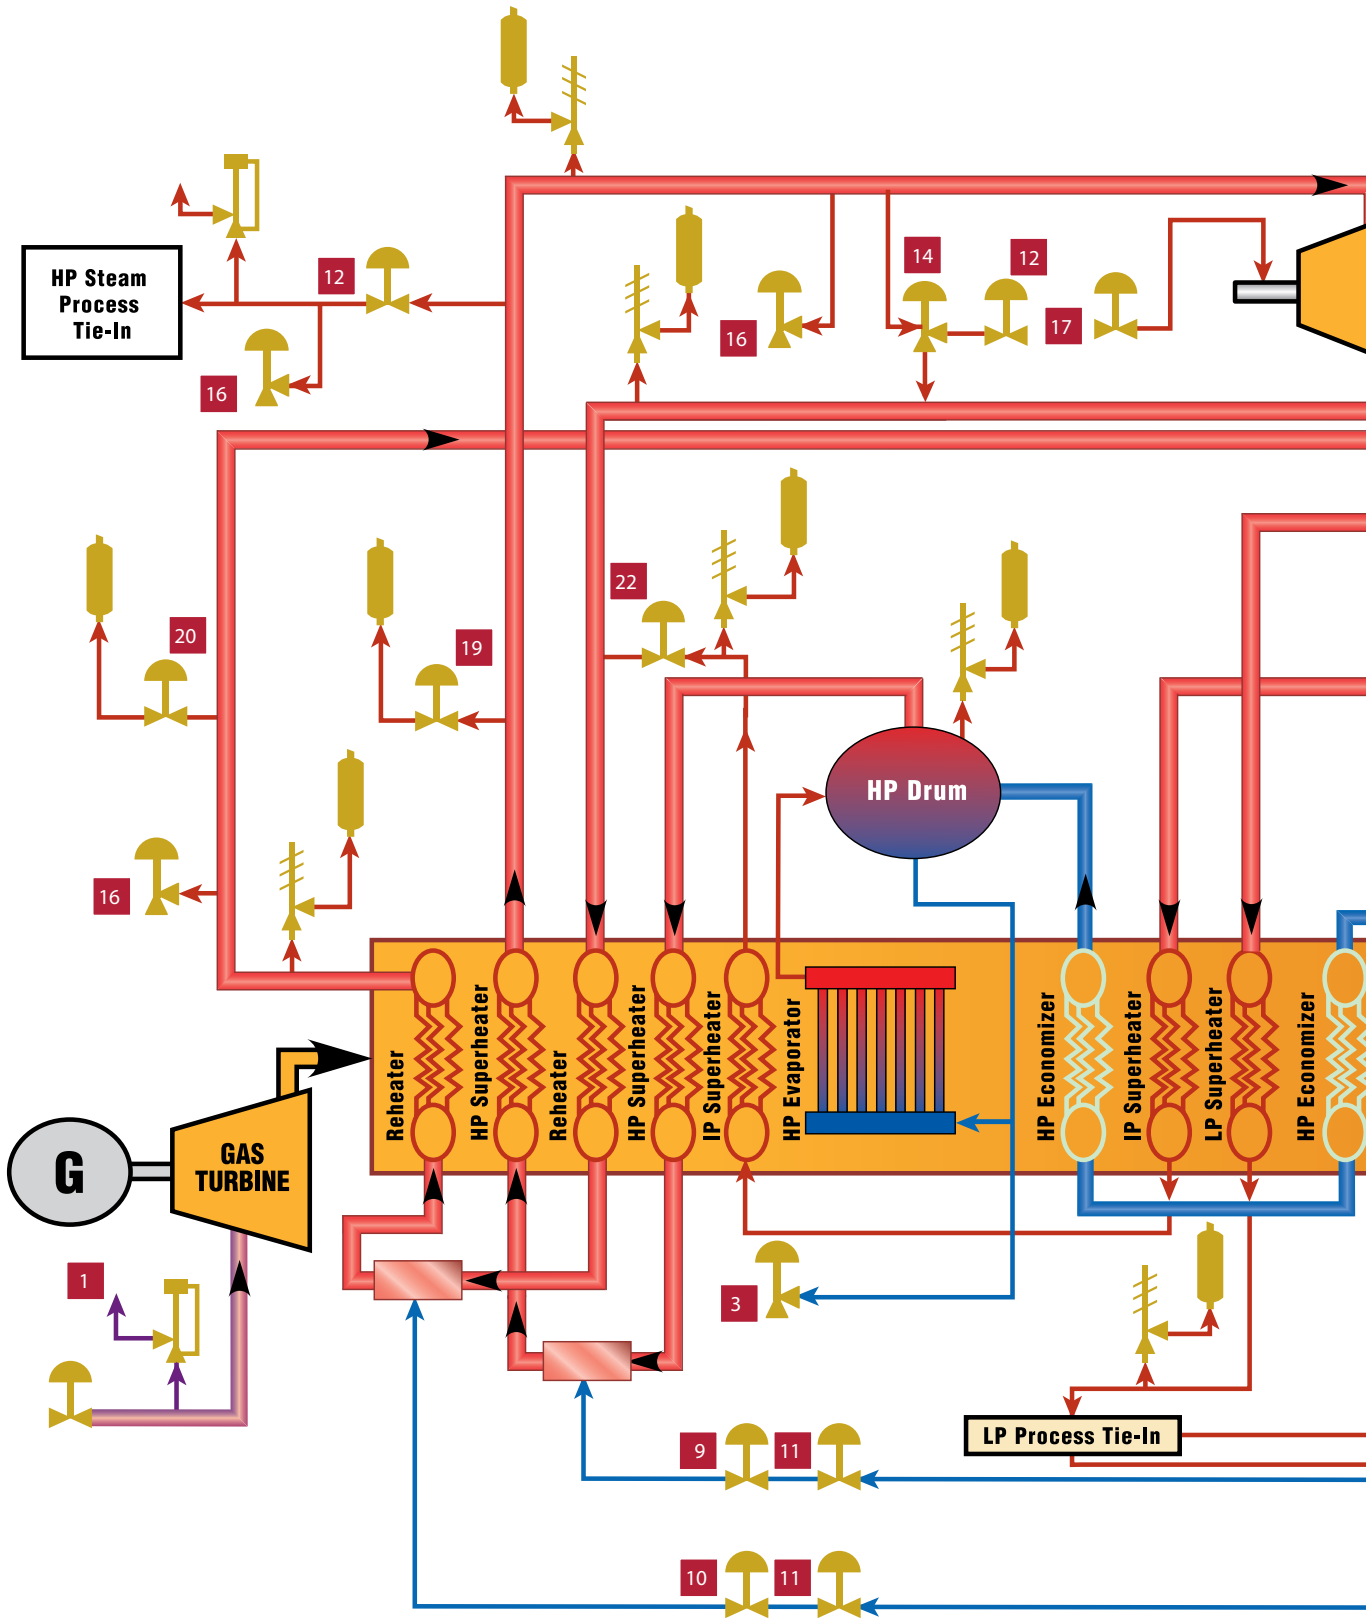 HP Steam
Process
Tie-In
12
16
16
14
12
17
22
20
19
16
HP Drum
Reheater
HP Superheater
Reheater
HP Superheater
IP Superheater
HP Evaporator
HP Economizer
IP Superheater
LP Superheater
HP Economizer
G
GAS
TURBINE
1
3
LP Process Tie-In
9
11
10
11